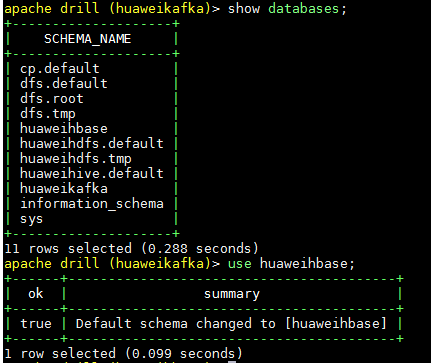 apache drill (huaweikafka)> show databases;
+--------------------+
|    SCHEMA_NAME     |
+--------------------+
| cp.default         |
| dfs.default        |
| dfs.root           |
| dfs.tmp            |
| huaweihbase        |
| huaweihdfs.default |
| huaweihdfs.tmp     |
| huaweihive.default |
| huaweikafka        |
| information_schema |
| sys                |
+--------------------+
11 rows selected (0.288 seconds)
apache drill (huaweikafka)> use huaweihbase;
+------+-----------------------------------------+
|  ok  |                 summary                 |
+------+-----------------------------------------+
| true | Default schema changed to [huaweihbase] |
+------+-----------------------------------------+
1 row selected (0.099 seconds)